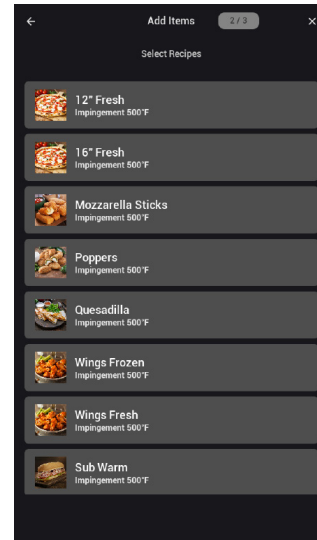 Add Items
2 / 3
Select Recipes
12" Fresh
Impingement 500°F
16" Fresh
Impingement 500°F
Mozzarella Sticks
Impingement 500°F
Poppers
Impingement 500°F
Quesadilla
Impingement 500°F
Wings Frozen
Impingement 500°F
Wings Fresh
Impingement 500°F
Sub Warm
Impingement 500°F